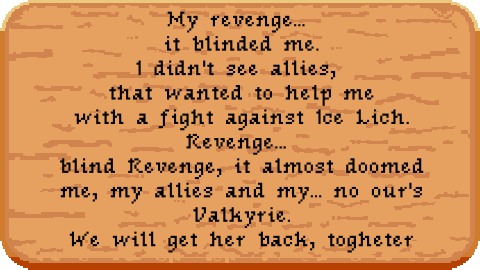 My revenge...
it blinded me.
I didn't see allies,
that wanted to help me
with a fight against Ice Lich.
Revenge...
blind Revenge, it almost doomed
me, my allies and my... no our's
Valkyrie.
We will get her back, togheter